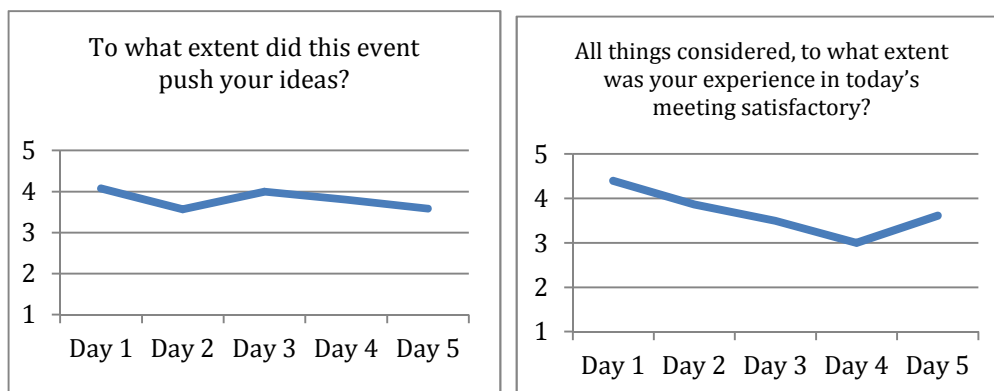 To what extent did this event
push your ideas?
5
4
3
2
1
Day 1 Day 2 Day 3 Day 4 Day 5
All things considered, to what extent
was your experience in today’s
meeting satisfactory?
5
4
3
2
1
Day 1 Day 2 Day 3 Day 4 Day 5